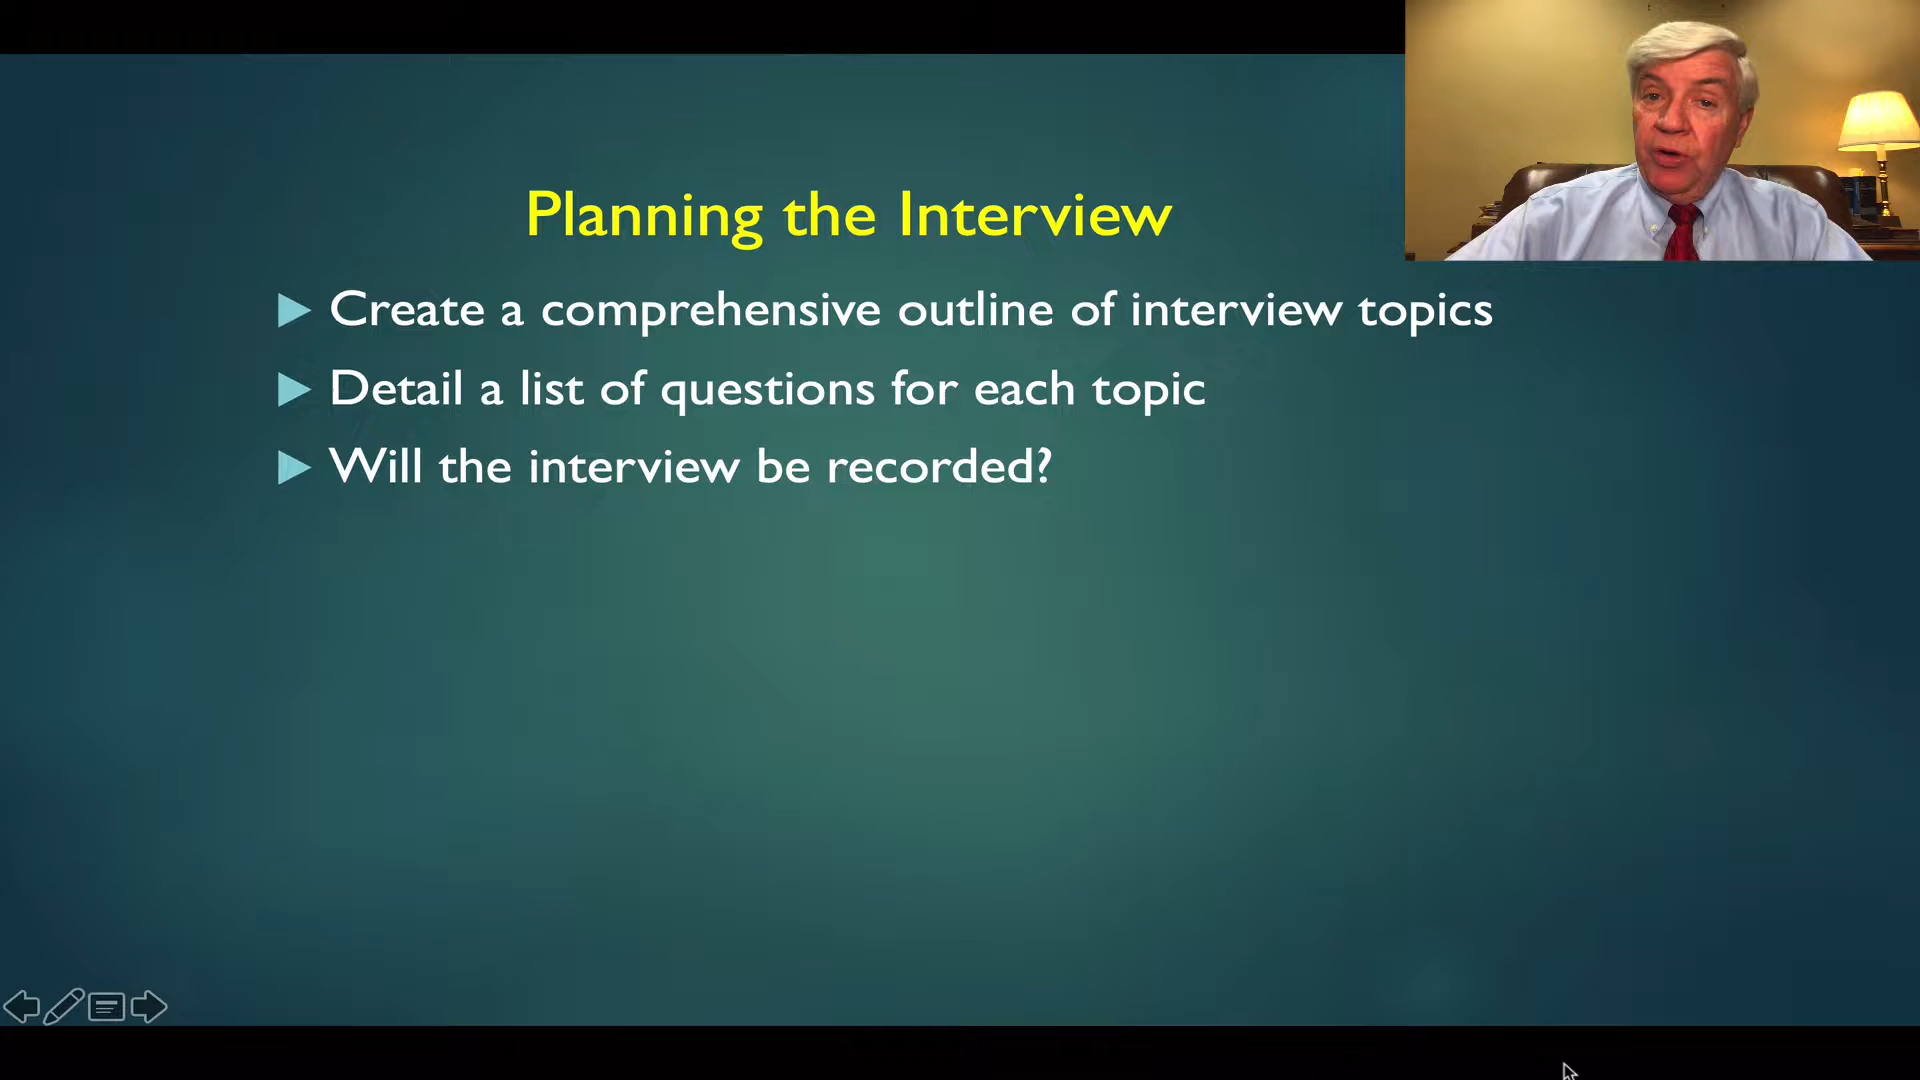 Planning the Interview
Create a comprehensive outline of interview topics
Detail a list of questions for each topic
Will the interview be recorded?